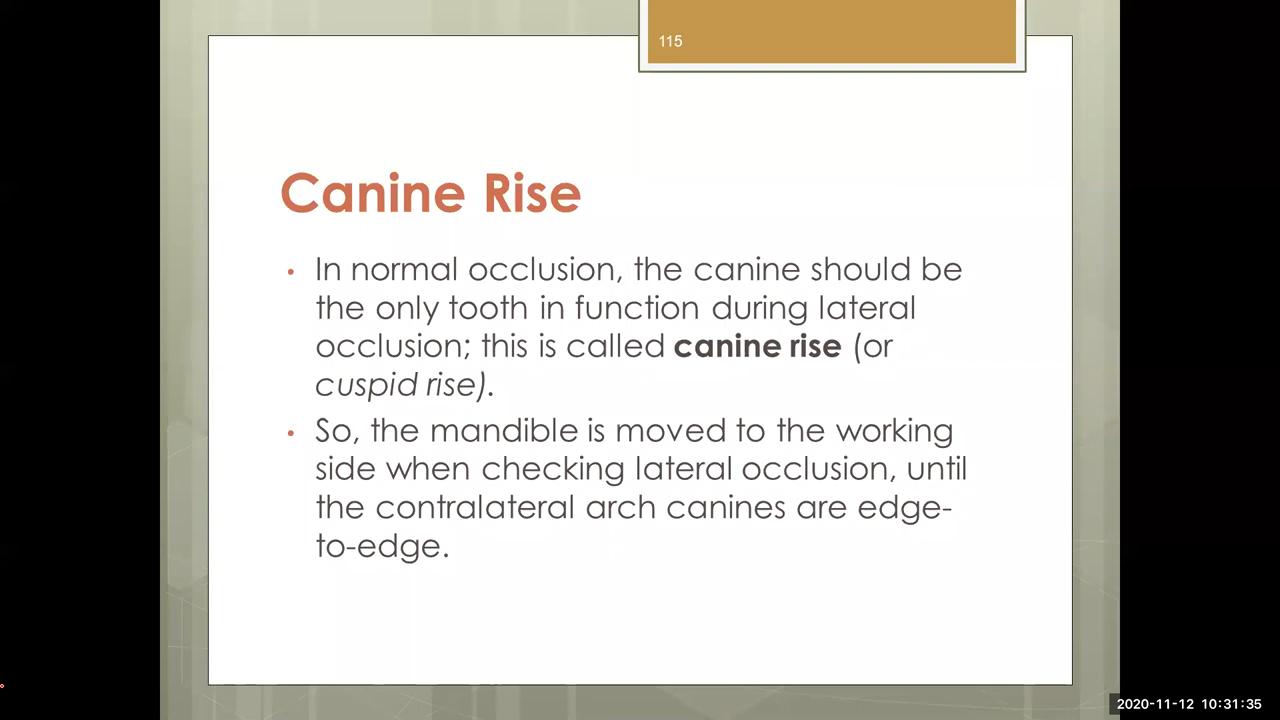 115
Canine Rise
• In normal occlusion, the canine should be
the only tooth in function during lateral
occlusion; this is called canine rise (or
cuspid rise).
• So, the mandible is moved to the working
side when checking lateral occlusion, until
the contralateral arch canines are edge-
to-edge.
2020-11-12 10:31:35